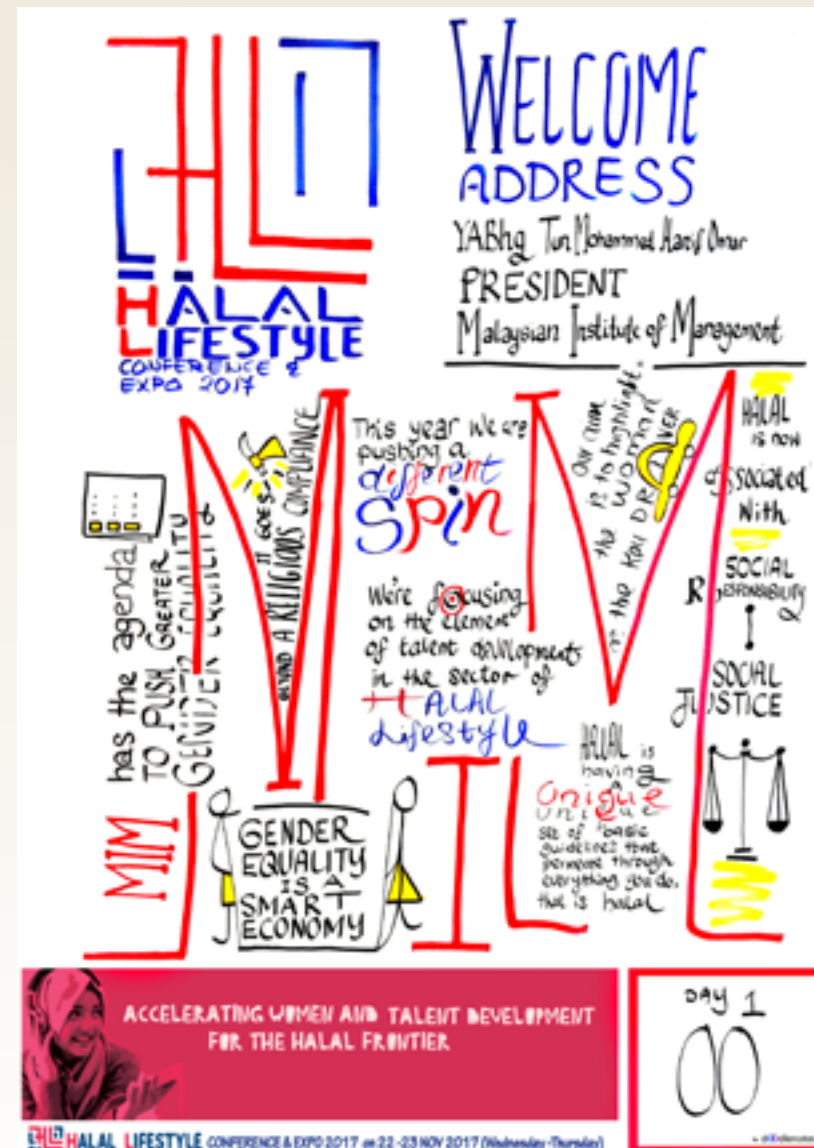 HALAL
LIFESTYLE
CONFERENCE &
EXPO 2017
WELCOME
ADDRESS
YABhg Tun Mohammed Hanif Omar
PRESIDENT
Malaysian Institute of Management
MIM
has the agenda
TO PUSH GREATER
GENDER EQUALITY
IT GOES
BEYOND A RELIGIOUS COMPLIANCE
GENDER
EQUALITY
IS A
SMART
ECONOMY
This year we are
pushing a
different
Spin
We're focusing
on the element
of talent developments
in the sector of
HALAL
Lifestyle
MIM
our aim
is to highlight
the woman
as the key DRIVER
HALAL is
having a
Unique
set of basic
guidelines that
permeate through
everything you do,
that is halal
HALAL
is now
associated
With
SOCIAL
RESPONSIBILITY
SOCIAL
JUSTICE
ACCELERATING WOMEN AND TALENT DEVELOPMENT
FOR THE HALAL FRONTIER
DAY 1
00
HALAL LIFESTYLE CONFERENCE & EXPO 2017 on 22-23 NOV 2017 (Wednesday-Thursday)